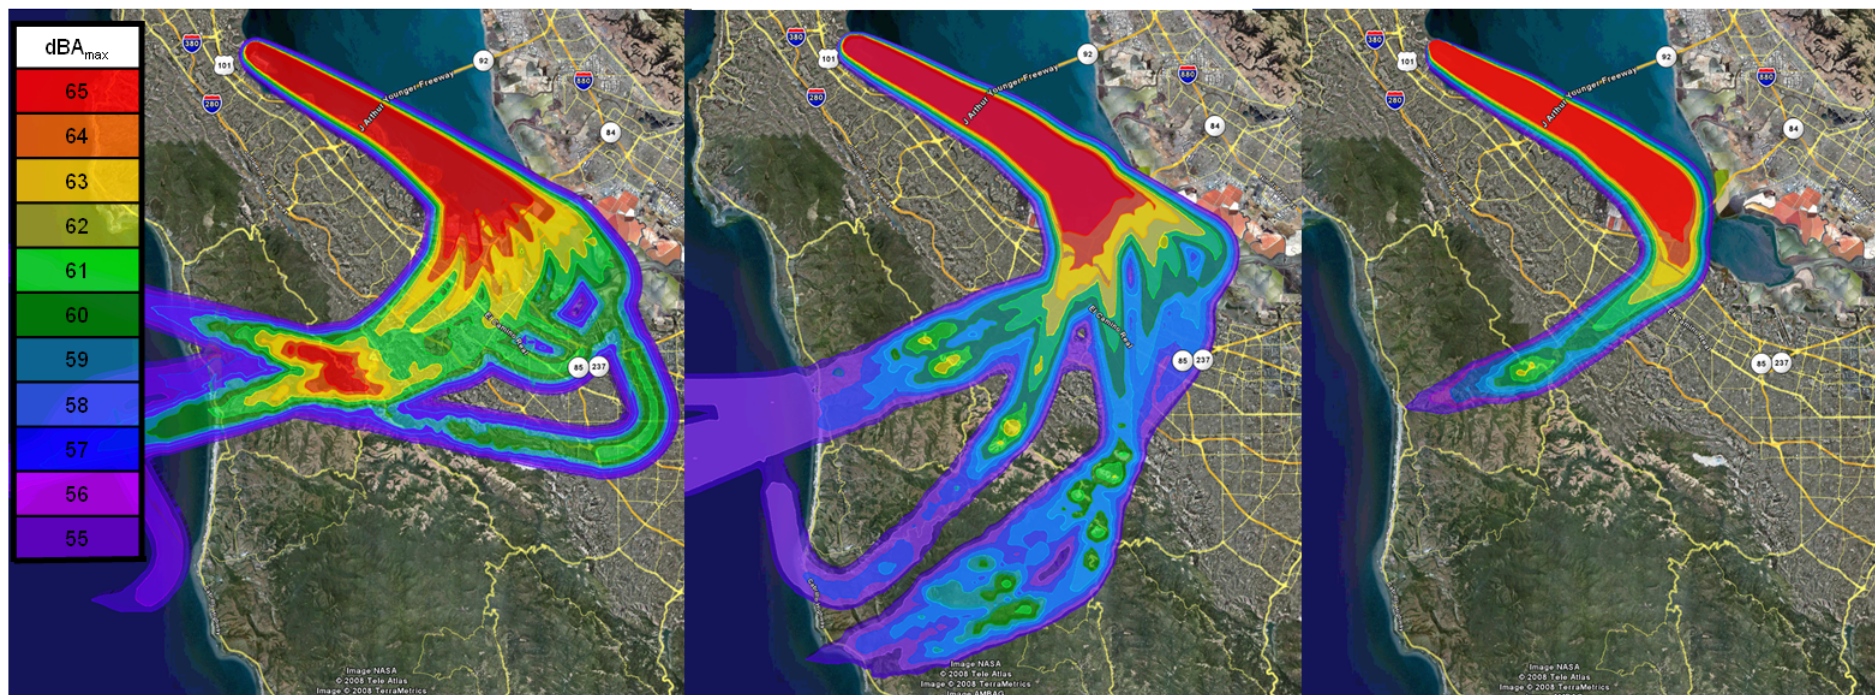 dBAmax
65
64
63
62
61
60
59
58
57
56
55
380
101
280
92
880
84
J Arthur Younger Freeway
El Camino Real
85
237
Image NASA
© 2008 Tele Atlas
Image © 2008 TerraMetrics
380
101
280
92
880
84
J Arthur Younger Freeway
El Camino Real
85
237
Image NASA
© 2008 Tele Atlas
Image © 2008 TerraMetrics
Image AMBAG
380
101
280
92
880
84
J Arthur Younger Freeway
85
237
Image NASA
© 2008 Tele Atlas
Image © 2008 TerraMetrics